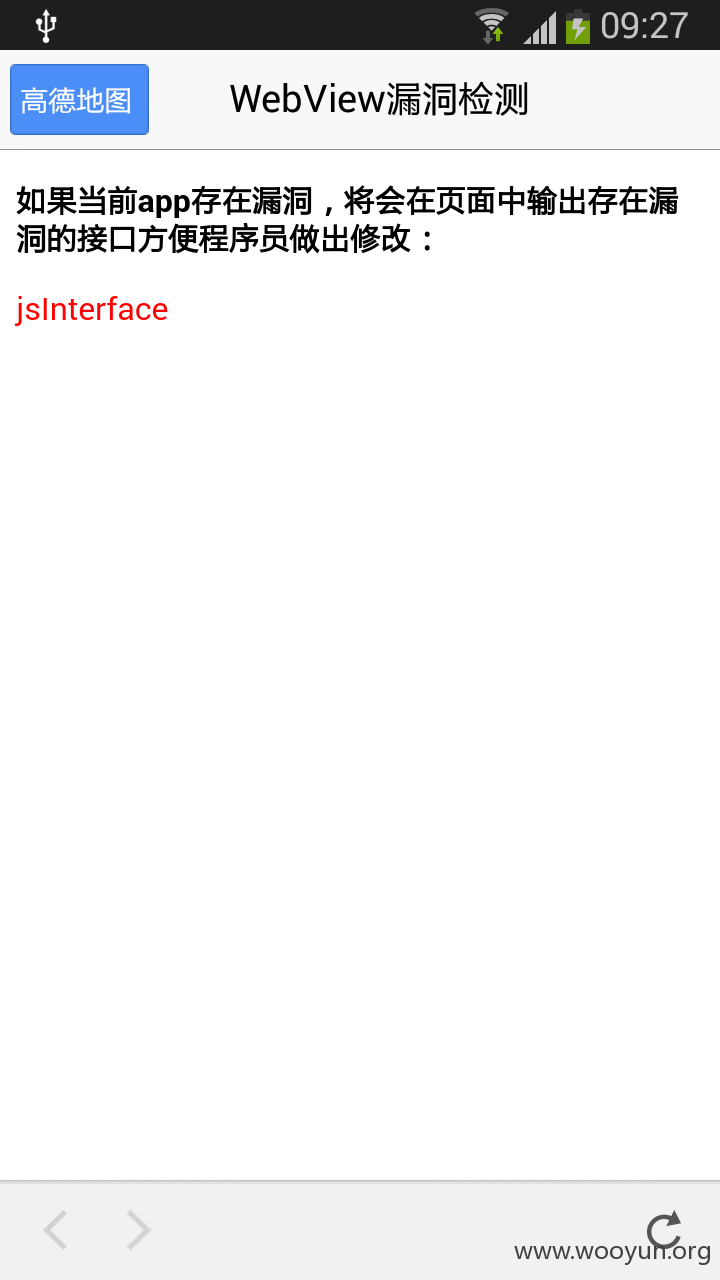 09:27
高德地图
WebView漏洞检测
如果当前app存在漏洞，将会在页面中输出存在漏
洞的接口方便程序员做出修改：
jsInterface
www.wooyun.org